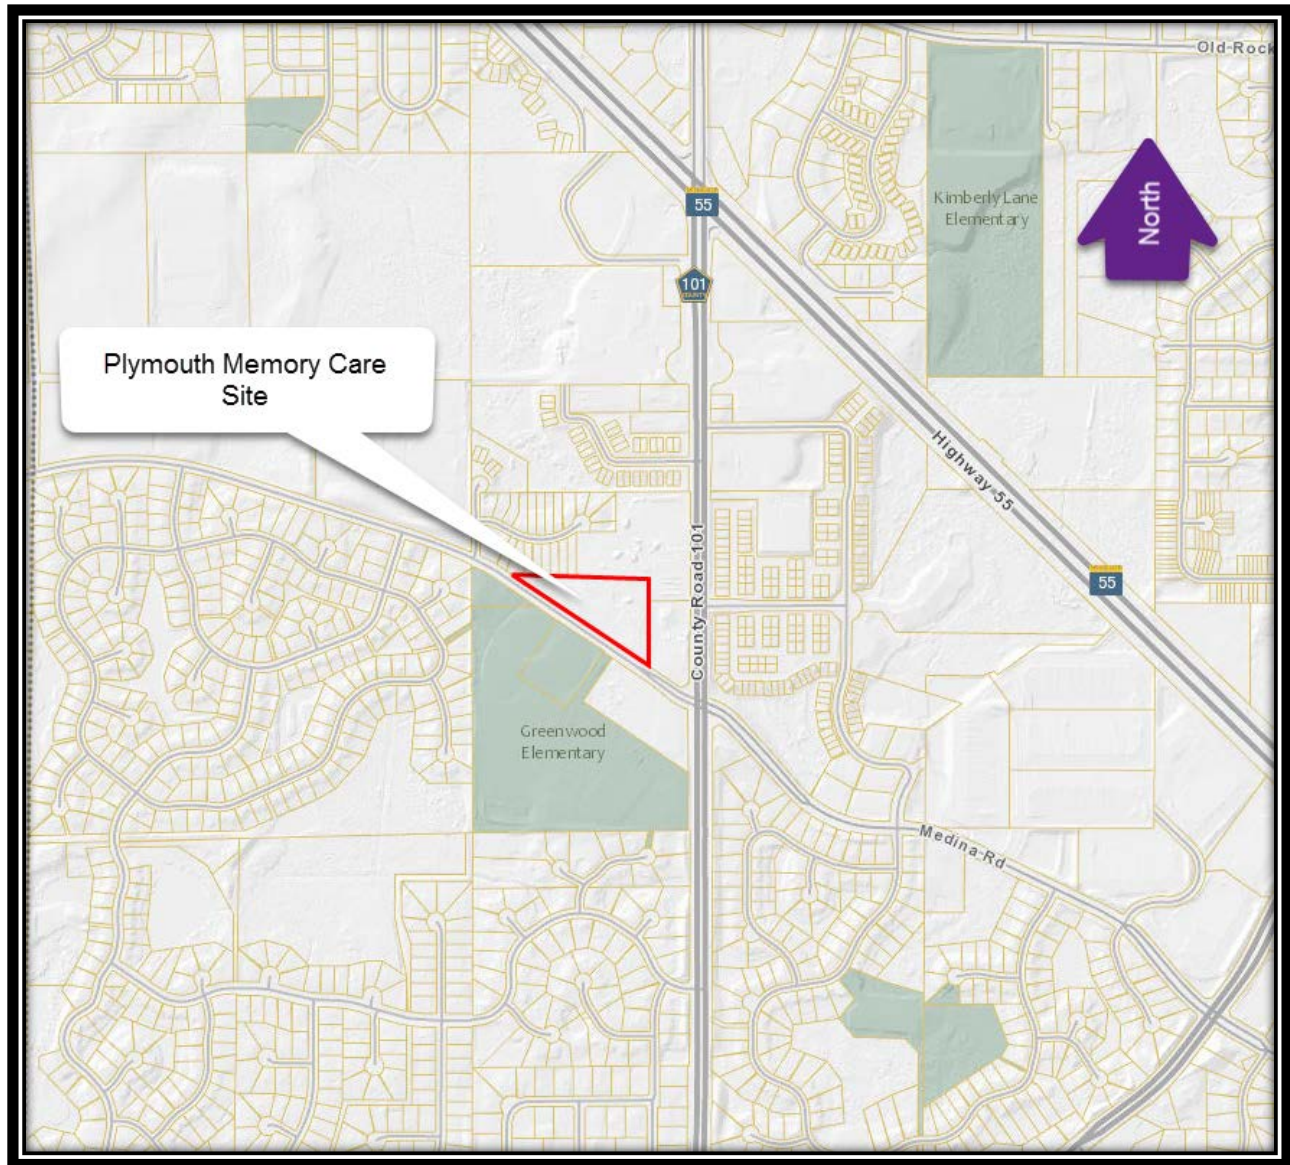 Old Rock
55
Kimberly Lane
Elementary
North
101
COUNTY
Plymouth Memory Care
Site
Highway 55
55
County Road 101
Greenwood
Elementary
Medina Rd